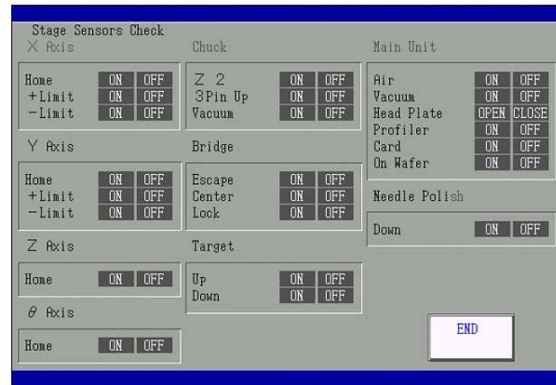 Stage Sensors Check
X Axis
Home ON OFF
+Limit ON OFF
-Limit ON OFF
Y Axis
Home ON OFF
+Limit ON OFF
-Limit ON OFF
Z Axis
Home ON OFF
θ Axis
Home ON OFF
Chuck
Z 2 ON OFF
3Pin Up ON OFF
Vacuum ON OFF
Bridge
Escape ON OFF
Center ON OFF
Lock ON OFF
Target
Up ON OFF
Down ON OFF
Main Unit
Air ON OFF
Vacuum ON OFF
Head Plate OPEN CLOSE
Profiler ON OFF
Card ON OFF
On Wafer ON OFF
Needle Polish
Down ON OFF
END